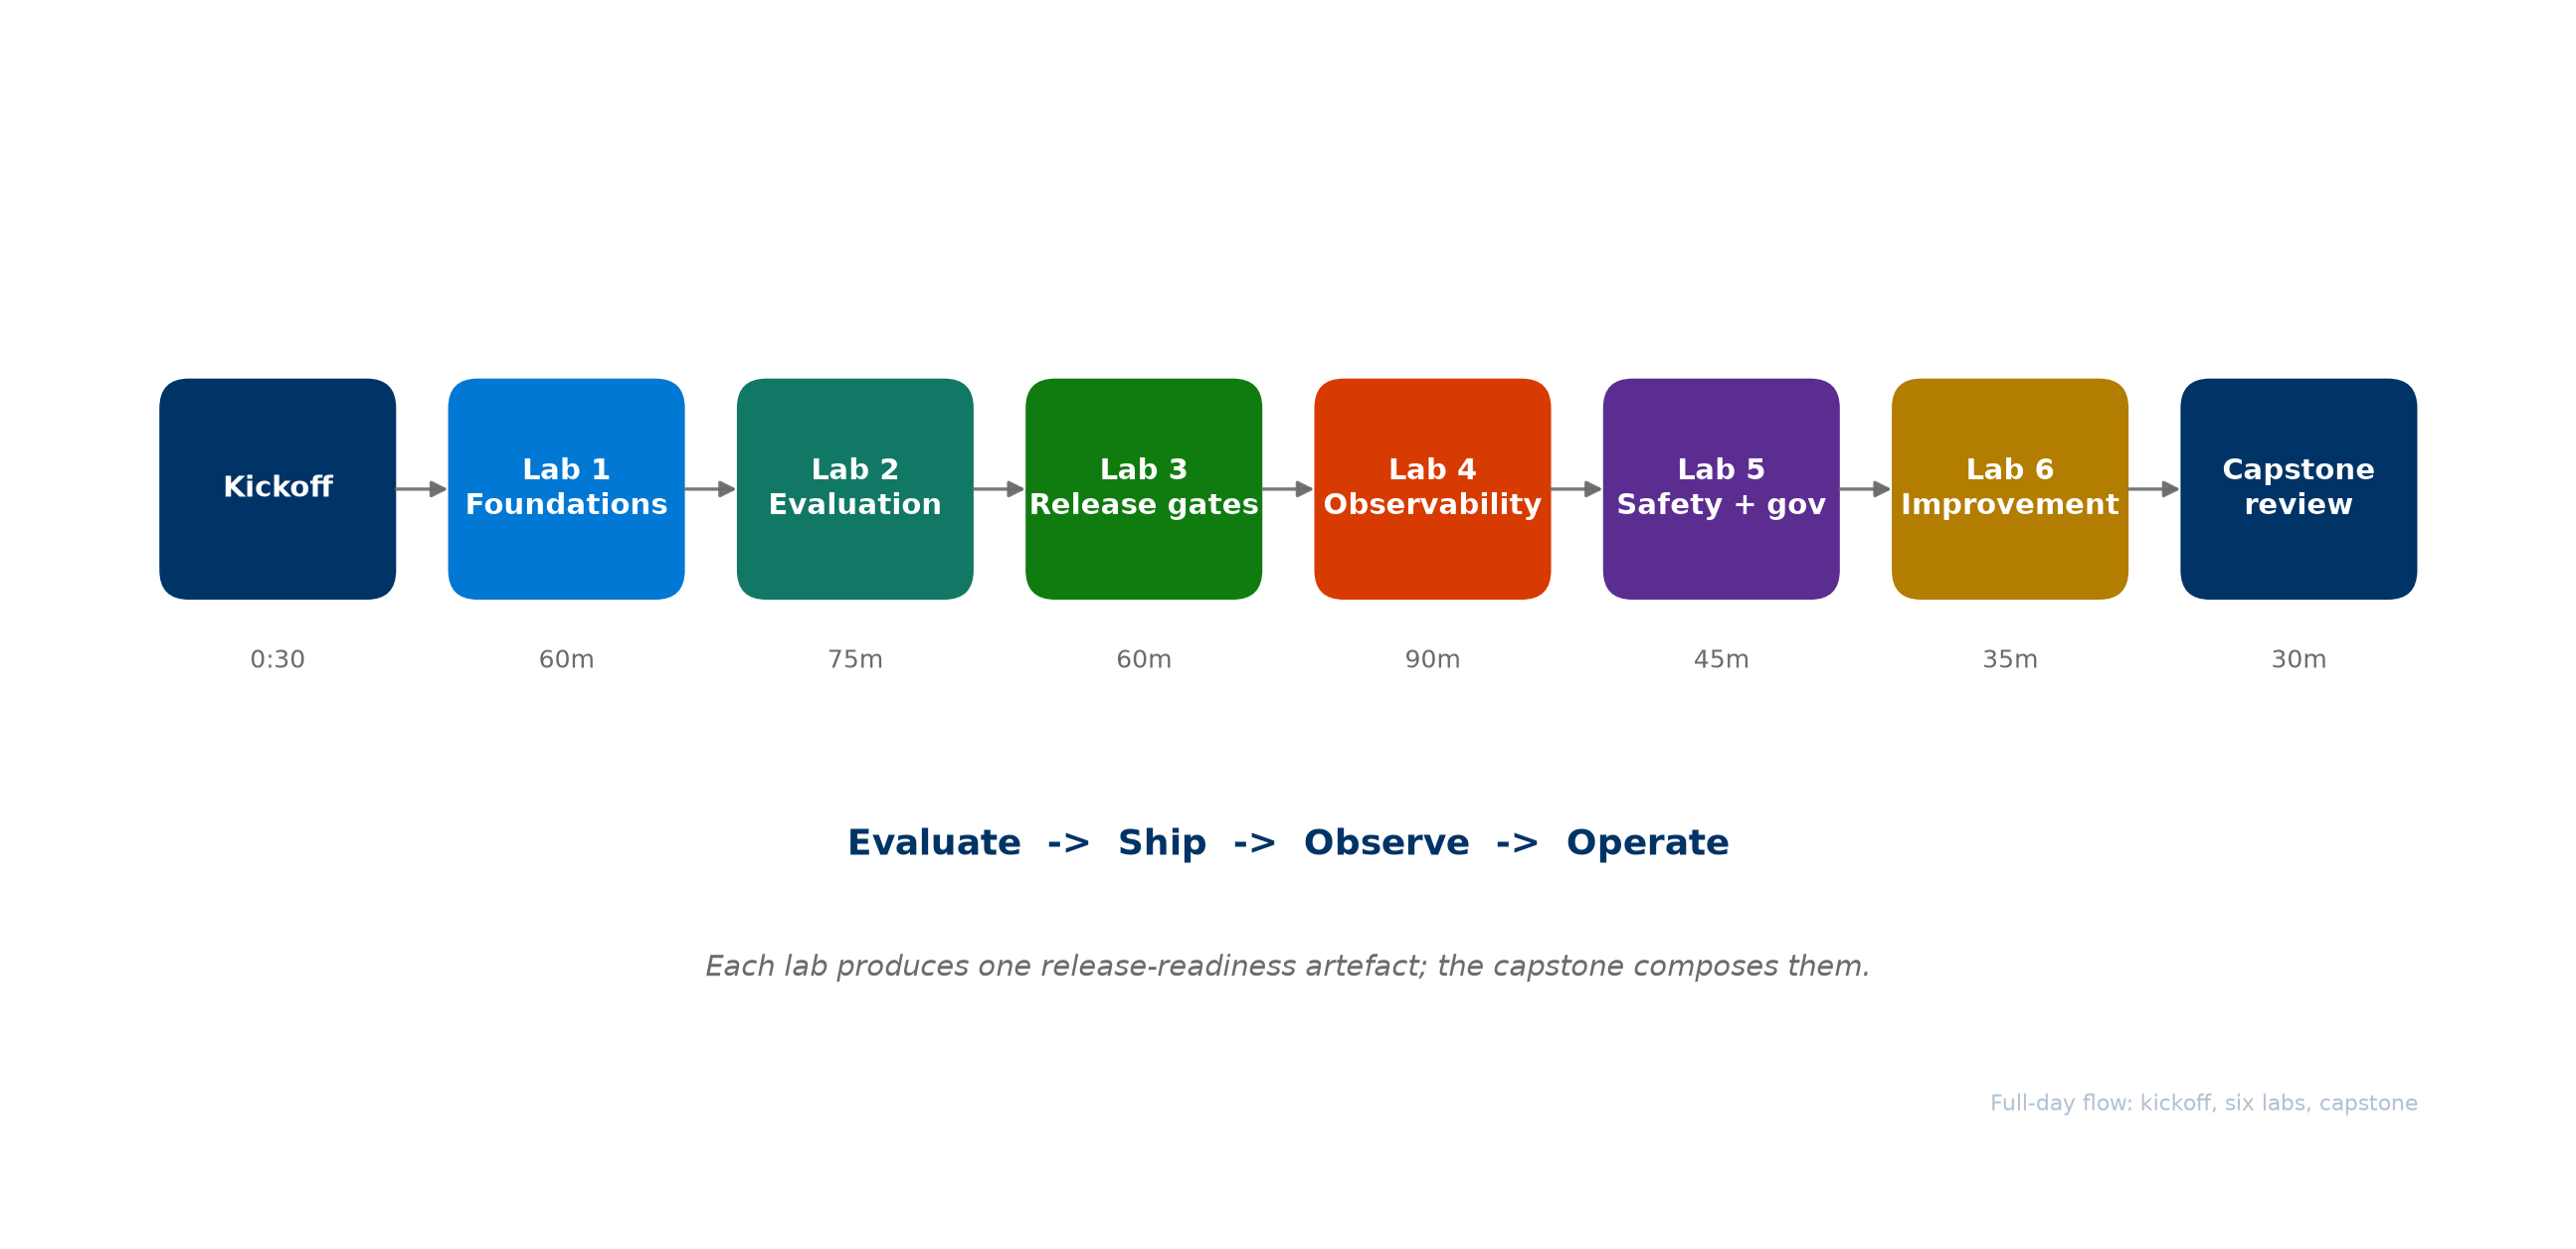 Kickoff
Lab 1
Foundations
Lab 2
Evaluation
Lab 3
Release gates
Lab 4
Observability
Lab 5
Safety + gov
Lab 6
Improvement
Capstone
review
0:30
60m
75m
60m
90m
45m
35m
30m
Evaluate -> Ship -> Observe -> Operate
Each lab produces one release-readiness artefact; the capstone composes them.
Full-day flow: kickoff, six labs, capstone